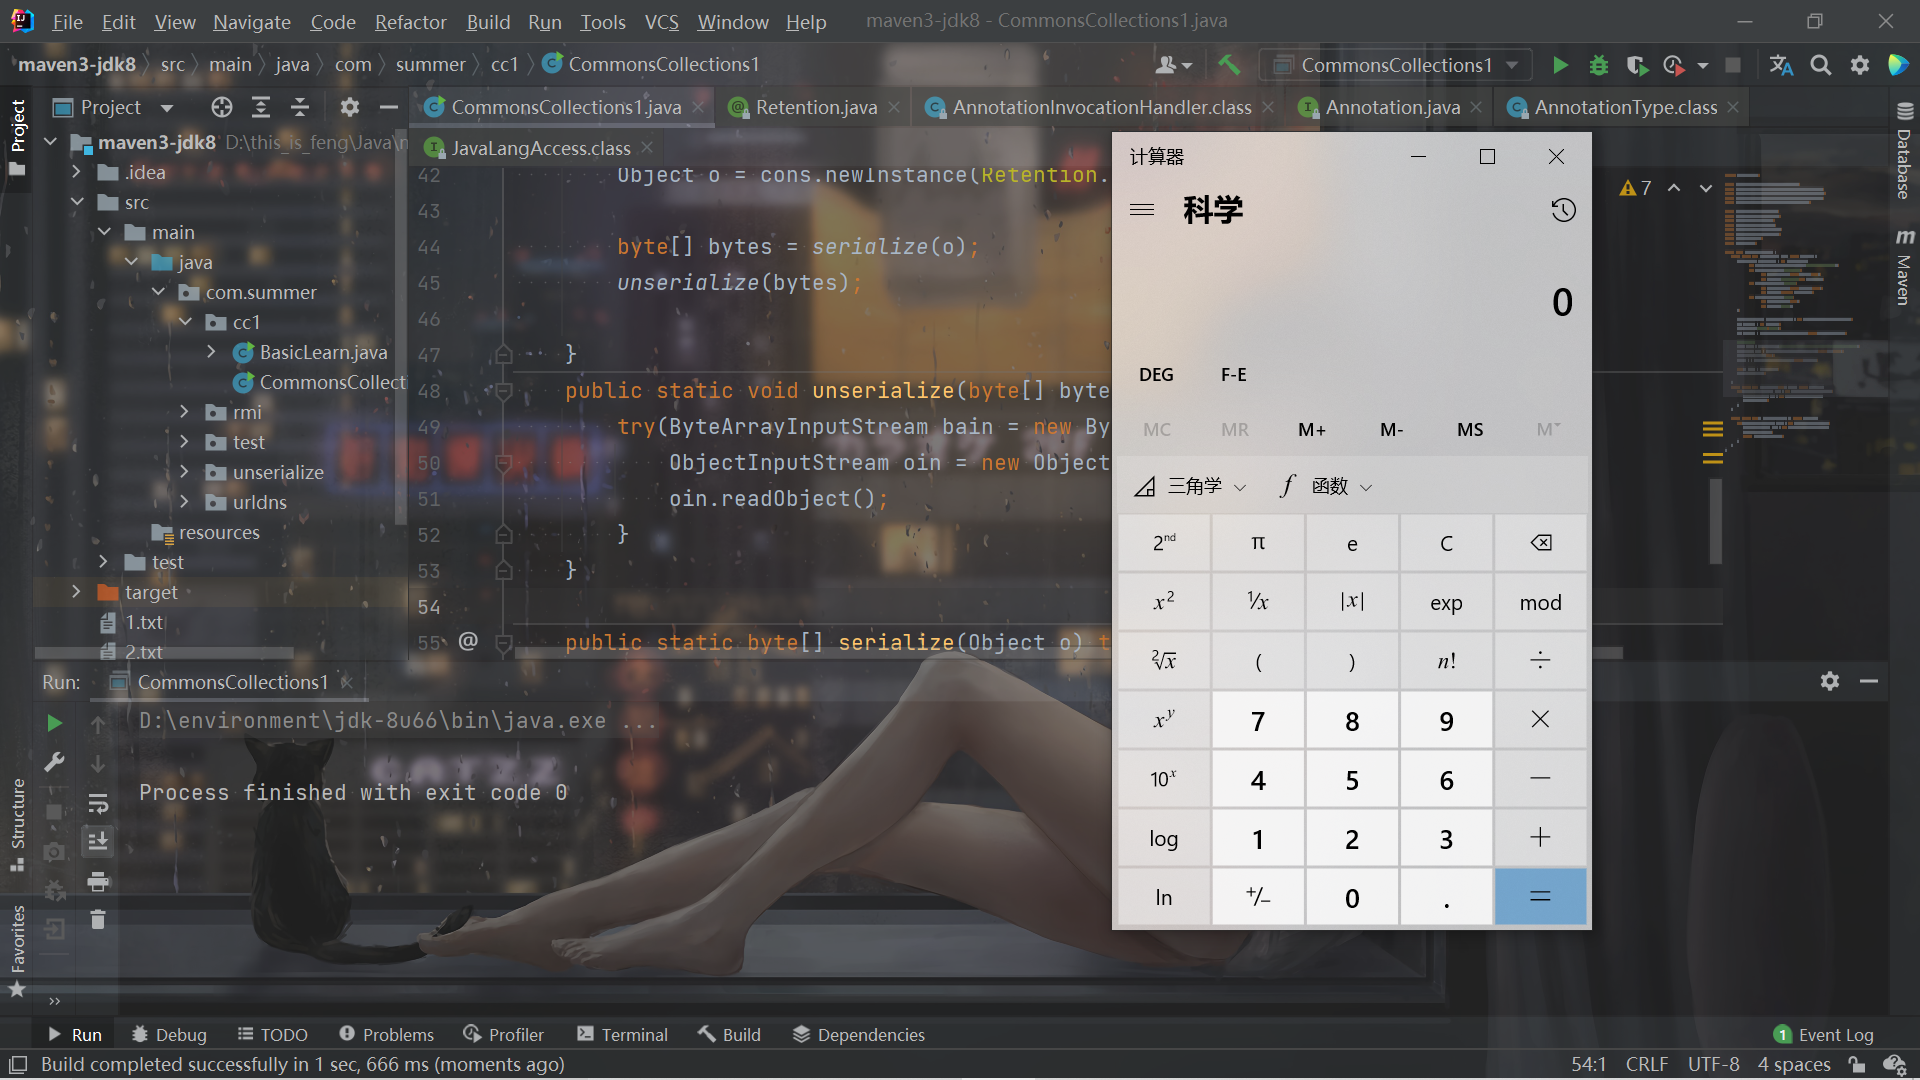 File Edit View Navigate Code Refactor Build Run Tools VCS Window Help maven3-jdk8 - CommonsCollections1.java
maven3-jdk8 src main java com summer cc1 CommonsCollections1
CommonsCollections1
Project
Project
CommonsCollections1.java Retention.java AnnotationInvocationHandler.class Annotation.java AnnotationType.class
JavaLangAccess.class
maven3-jdk8 D:\this_is_feng\Java\
.idea
src
main
java
com.summer
cc1
BasicLearn.java
CommonsCollecti
rmi
test
unserialize
urldns
resources
test
target
1.txt
2.txt
42 Object o = cons.newInstance(Retention.
43
44 byte[] bytes = serialize(o);
45 unserialize(bytes);
46
47 }
48 public static void unserialize(byte[] byte
49 try(ByteArrayInputStream bain = new By
50 ObjectInputStream oin = new Object
51 oin.readObject();
52 }
53 }
54
55 @ public static byte[] serialize(Object o) t
7
Database
m Maven
计算器
科学
0
DEG F-E
MC MR M+ M- MS M˅
三角学 f 函数
2nd π e C
x² ¹/x |x| exp mod
²√x ( ) n! ÷
xʸ 7 8 9 ×
10ˣ 4 5 6 −
log 1 2 3 +
ln +/− 0 . =
Run: CommonsCollections1
D:\environment\jdk-8u66\bin\java.exe ...
Process finished with exit code 0
Structure
Favorites
Run Debug TODO Problems Profiler Terminal Build Dependencies 1 Event Log
Build completed successfully in 1 sec, 666 ms (moments ago) 54:1 CRLF UTF-8 4 spaces